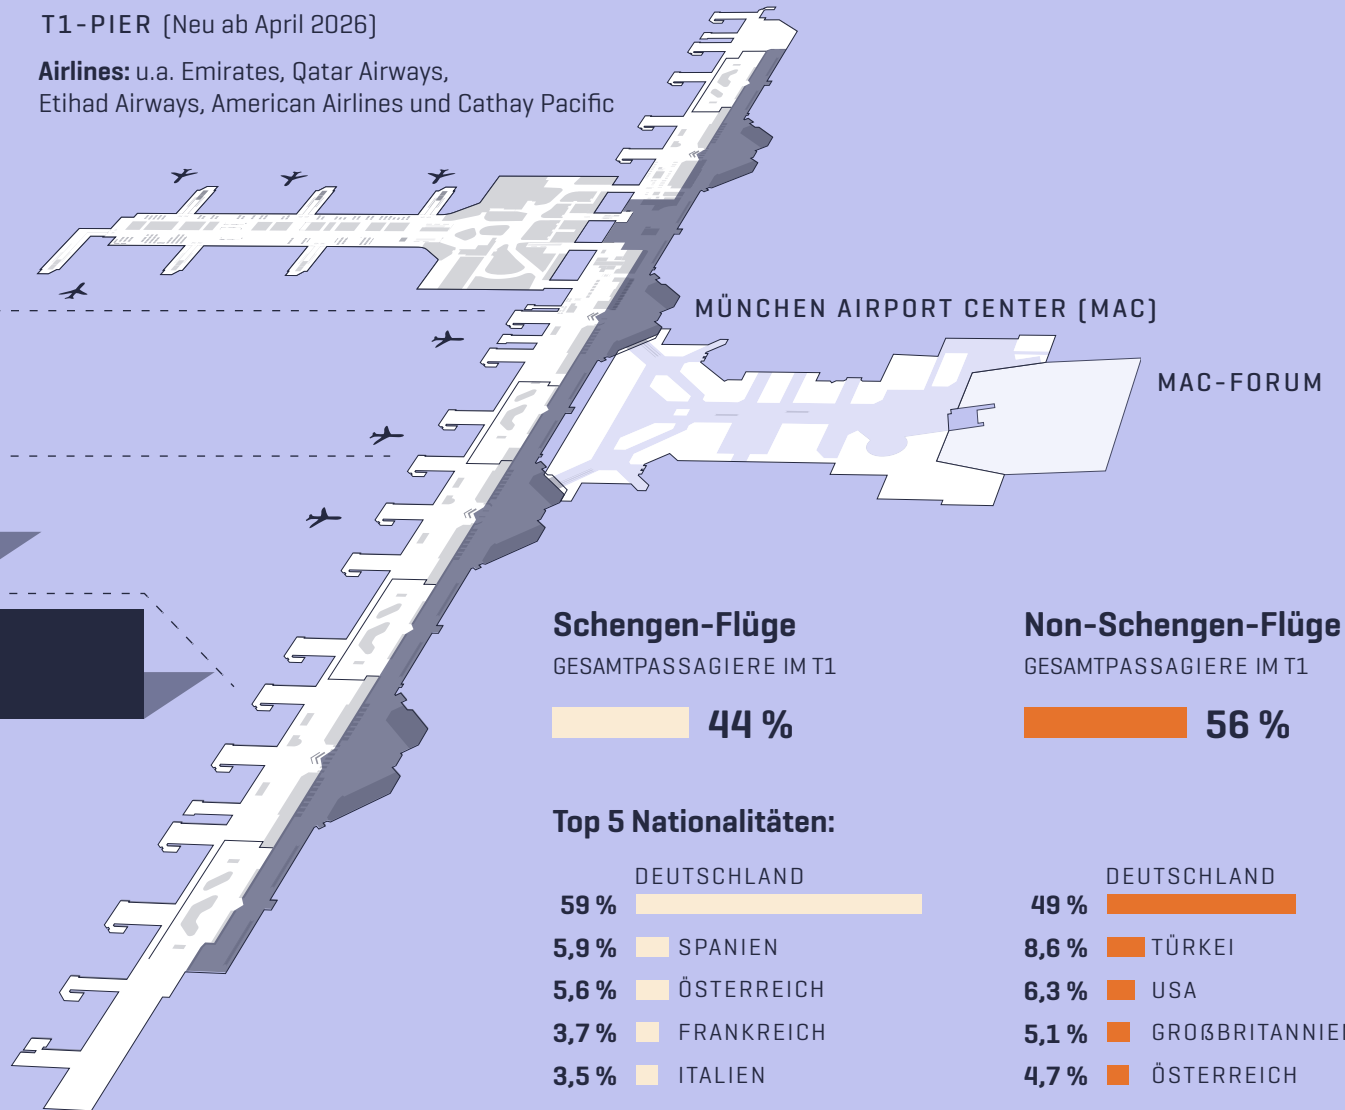 T1-PIER (Neu ab April 2026)
Airlines: u.a. Emirates, Qatar Airways,
Etihad Airways, American Airlines und Cathay Pacific
MÜNCHEN AIRPORT CENTER (MAC)
MAC-FORUM
Schengen-Flüge
GESAMTPASSAGIERE IM T1
44 %
Non-Schengen-Flüge
GESAMTPASSAGIERE IM T1
56 %
Top 5 Nationalitäten:
DEUTSCHLAND
59 %
5,9 % SPANIEN
5,6 % ÖSTERREICH
3,7 % FRANKREICH
3,5 % ITALIEN
DEUTSCHLAND
49 %
8,6 % TÜRKEI
6,3 % USA
5,1 % GROßBRITANNIE
4,7 % ÖSTERREICH